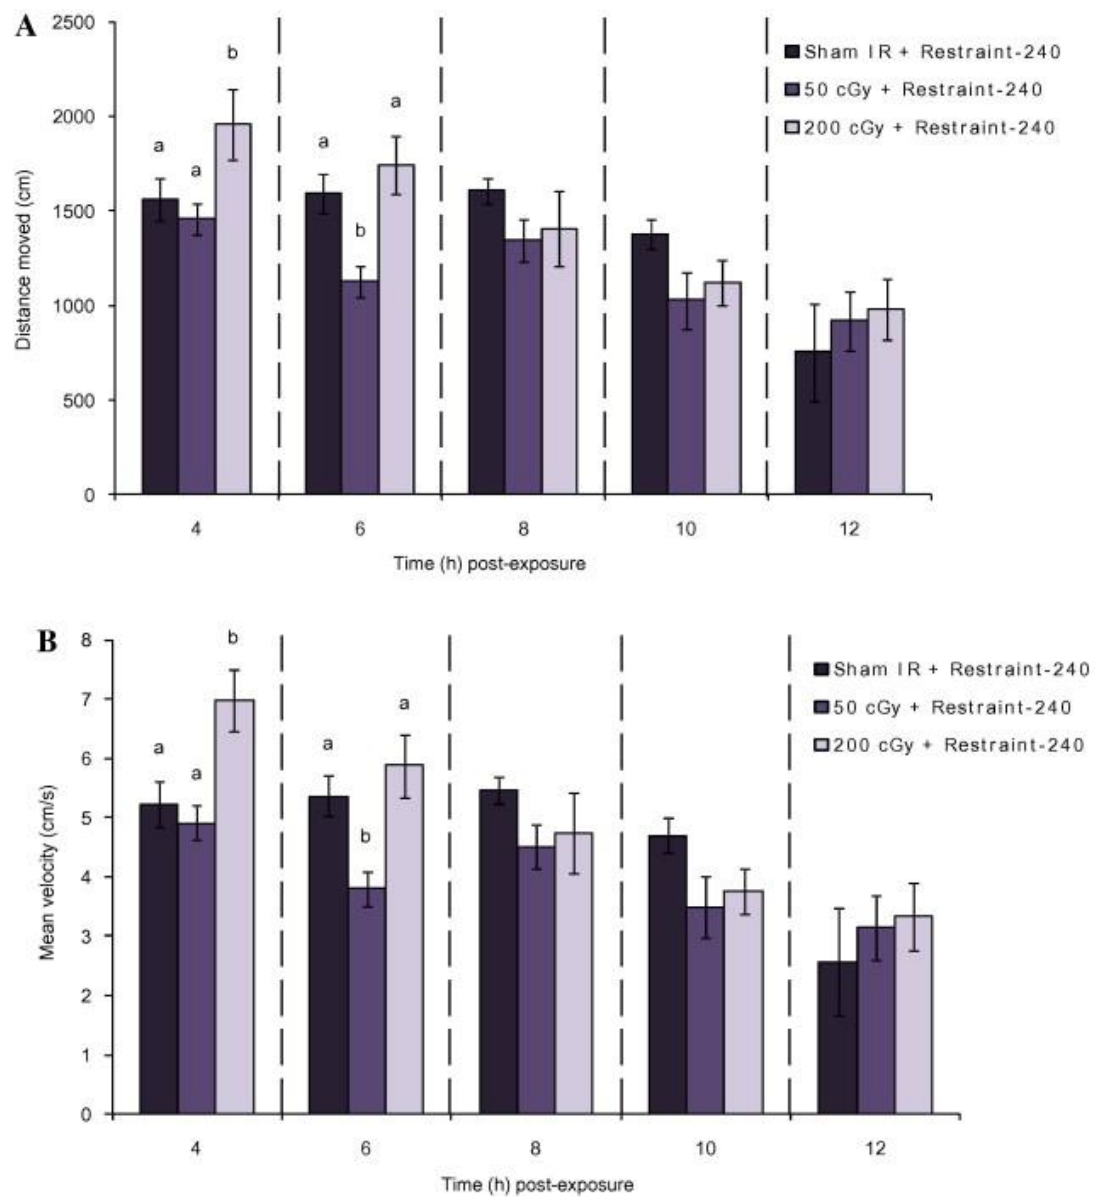 A
2500
2000
1500
1000
500
0
Distance moved (cm)
a
a
b
a
b
a
Sham IR + Restraint-240
50 cGy + Restraint-240
200 cGy + Restraint-240
4 6 8 10 12
Time (h) post-exposure
B
8
7
6
5
4
3
2
1
0
Mean velocity (cm/s)
a
a
b
a
b
a
Sham IR + Restraint-240
50 cGy + Restraint-240
200 cGy + Restraint-240
4 6 8 10 12
Time (h) post-exposure